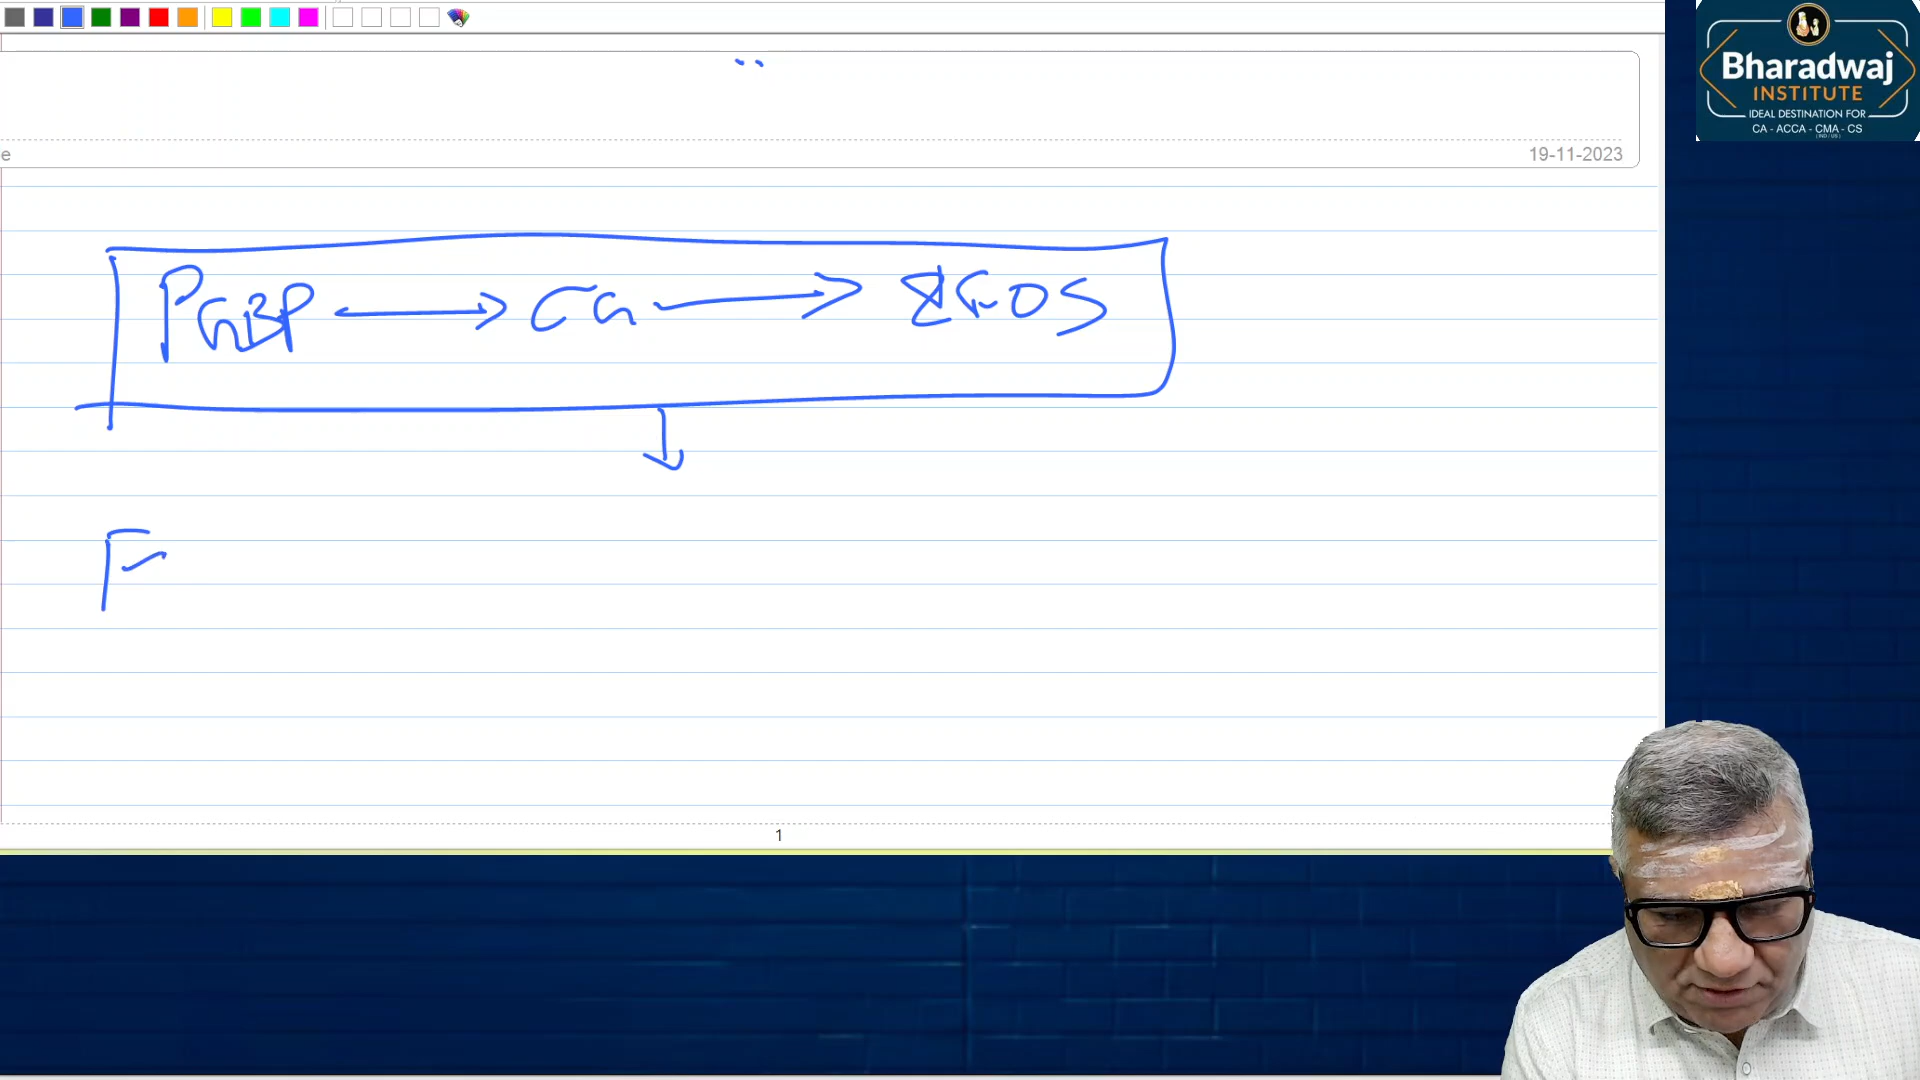 Bharadwaj
INSTITUTE
IDEAL DESTINATION FOR
CA - ACCA - CMA - CS
e
19-11-2023
PGBP → CG → IFOS
F
1